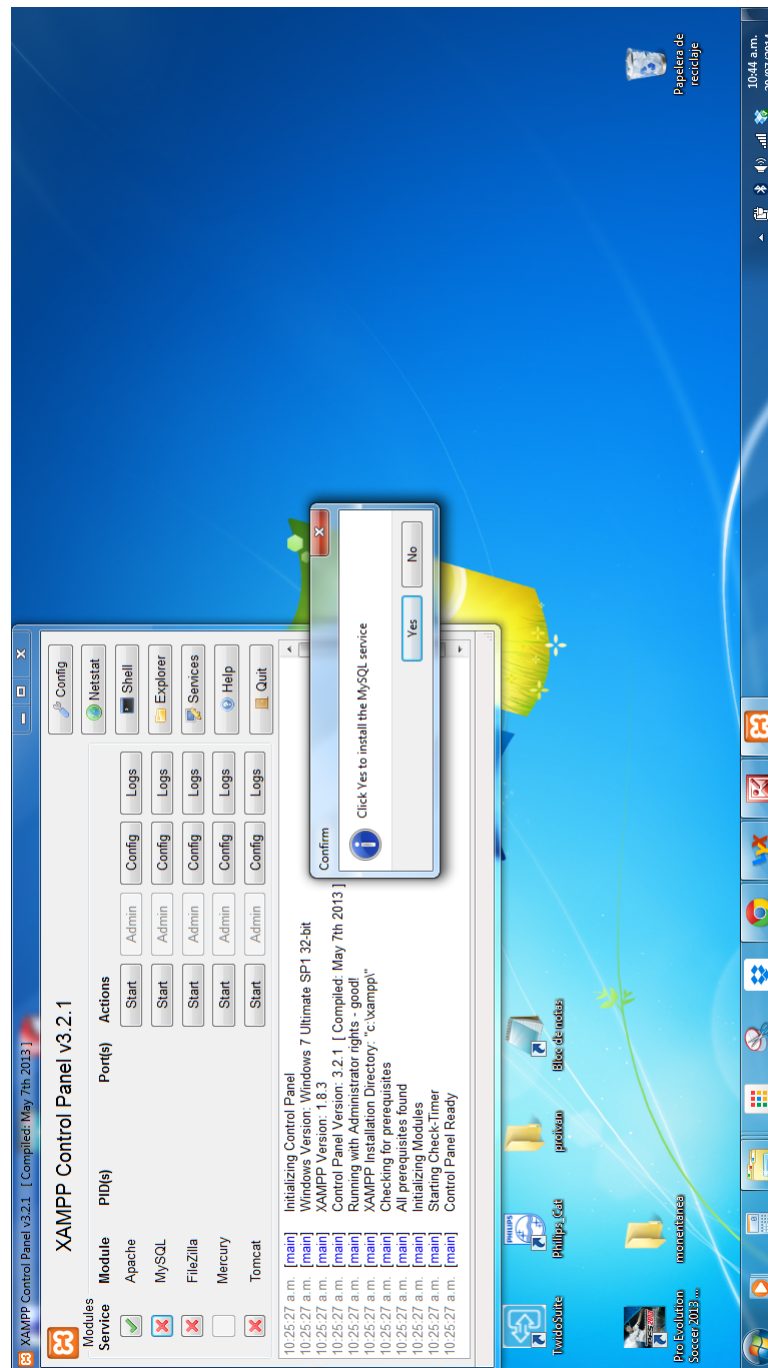 XAMPP Control Panel v3.2.1 [ Compiled: May 7th 2013 ]
XAMPP Control Panel v3.2.1
Config
Modules
Service Module PID(s) Port(s) Actions
Netstat
Apache Start Admin Config Logs
Shell
MySQL Start Admin Config Logs
Explorer
FileZilla Start Admin Config Logs
Services
Mercury Start Admin Config Logs
Help
Tomcat Start Admin Config Logs
Quit
10:25:27 a.m. [main] Initializing Control Panel
10:25:27 a.m. [main] Windows Version: Windows 7 Ultimate SP1 32-bit
10:25:27 a.m. [main] XAMPP Version: 1.8.3
10:25:27 a.m. [main] Control Panel Version: 3.2.1 [ Compiled: May 7th 2013 ]
10:25:27 a.m. [main] Running with Administrator rights - good!
10:25:27 a.m. [main] XAMPP Installation Directory: "c:\xampp\"
10:25:27 a.m. [main] Checking for prerequisites
10:25:27 a.m. [main] All prerequisites found
10:25:27 a.m. [main] Initializing Modules
10:25:27 a.m. [main] Starting Check-Timer
10:25:27 a.m. [main] Control Panel Ready
Confirm
Click Yes to install the MySQL service
Yes No
TwidoSuite
PHILIPS
Philips_Cat
proivan
Bloc de notas
Pro Evolution
Soccer 2013 ...
monentanea
Papelera de
reciclaje
10:44 a.m.